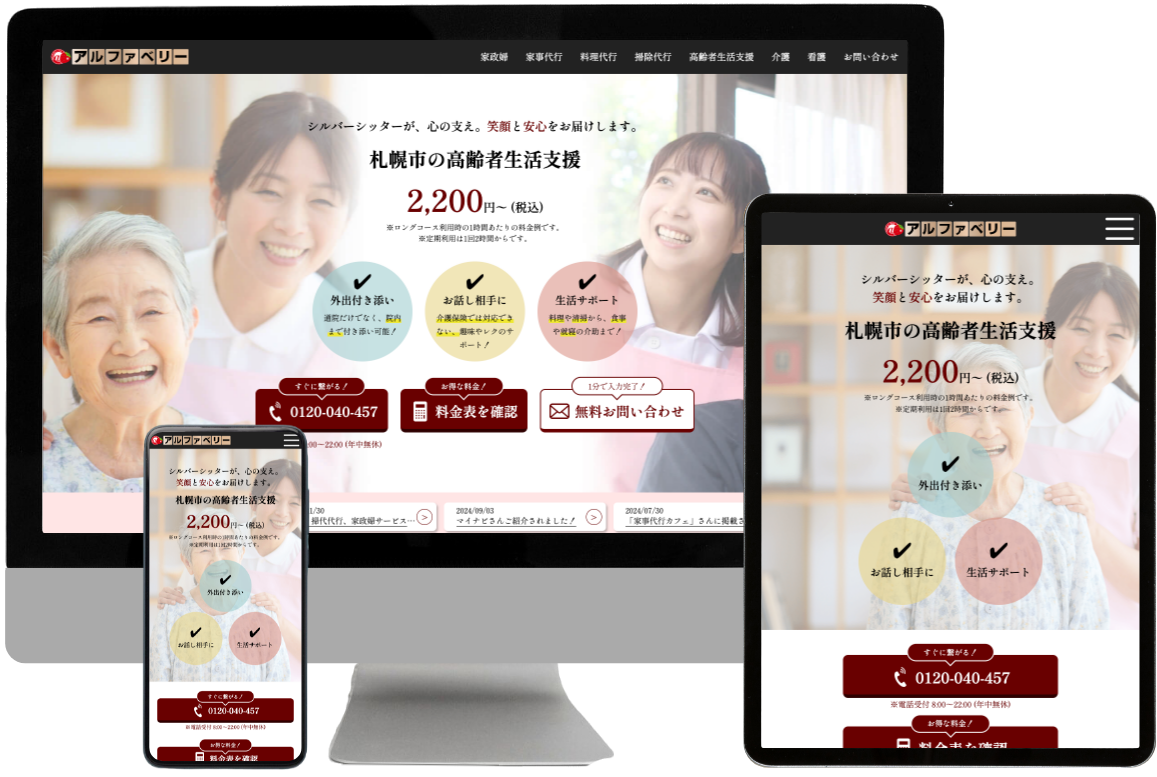 アルファベリー
家政婦 家事代行 料理代行 掃除代行 高齢者生活支援 介護 看護 お問い合わせ
シルバーシッターが、心の支え。笑顔と安心をお届けします。
札幌市の高齢者生活支援
2,200円～(税込)
※ロングコース利用時の1時間あたりの料金例です。
※定期利用は1回2時間からです。
✔ ✔ ✔
外出付き添い お話し相手に 生活サポート
通院だけでなく、院内
まで付き添い可能！
介護保険では対応でき
ない、趣味やレクのサ
ポート！
料理や清掃から、食事
や就寝の介助まで！
すぐに繋がる！
0120-040-457
お得な料金！
料金表を確認
1分で入力完了！
無料お問い合わせ
:00～22:00 (年中無休)
1/30
掃代代行、家政婦サービス…
2024/09/03
マイナビさんご紹介されました！
2024/07/30
「家事代行カフェ」さんに掲載さ
アルファベリー
シルバーシッターが、心の支え。
笑顔と安心をお届けします。
札幌市の高齢者生活支援
2,200円～(税込)
※ロングコース利用時の1時間あたりの料金例です。
※定期利用は1回2時間からです。
✔
外出付き添い
✔ ✔
お話し相手に 生活サポート
すぐに繋がる！
0120-040-457
※電話受付 8:00～22:00 (年中無休)
お得な料金！
料金表を確認
アルファベリー
シルバーシッターが、心の支え。
笑顔と安心をお届けします。
札幌市の高齢者生活支援
2,200円～(税込)
※ロングコース利用時の1時間あたりの料金例です。
※定期利用は1回2時間からです。
✔
外出付き添い
✔ ✔
お話し相手に 生活サポート
すぐに繋がる！
0120-040-457
※電話受付 8:00～22:00 (年中無休)
お得な料金！
料金表を確認